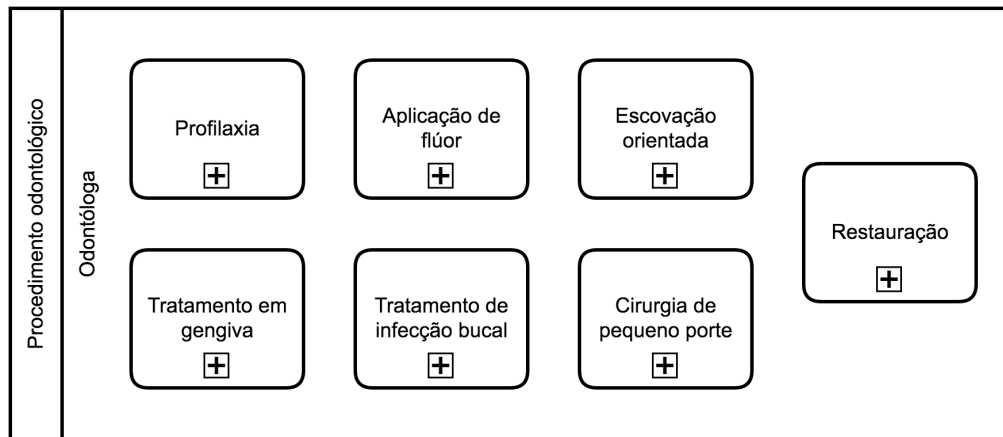 Procedimento odontológico
Odontóloga
Profilaxia
Aplicação de
flúor
Escovação
orientada
Restauração
Tratamento em
gengiva
Tratamento de
infecção bucal
Cirurgia de
pequeno porte